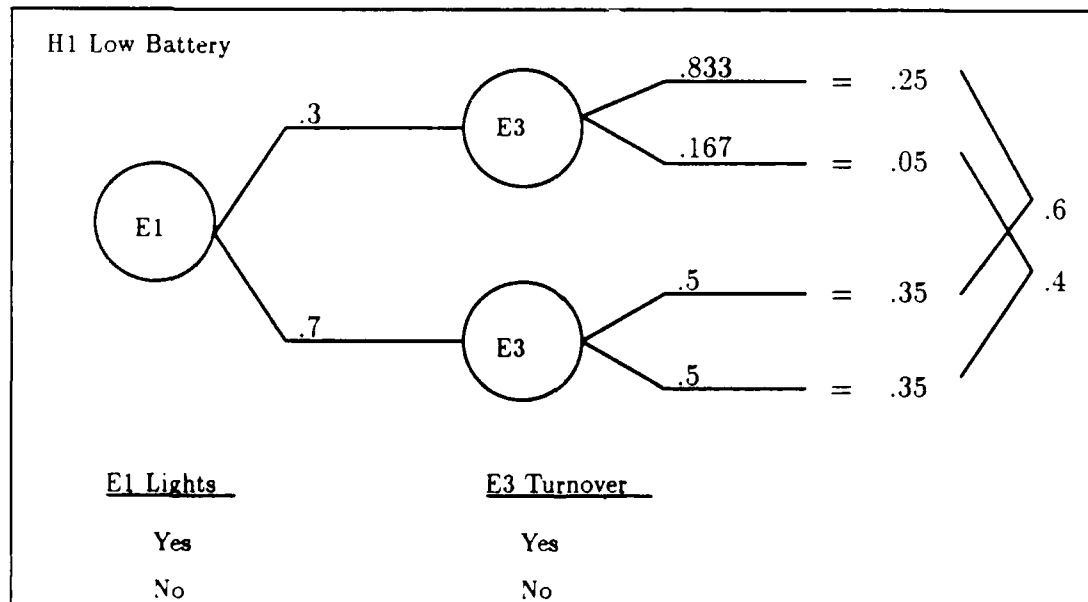 H1 Low Battery
.833 = .25
.3
E3
.167 = .05
E1
.6
.5 = .35
.4
.7
E3
.5 = .35
E1 Lights E3 Turnover
Yes Yes
No No